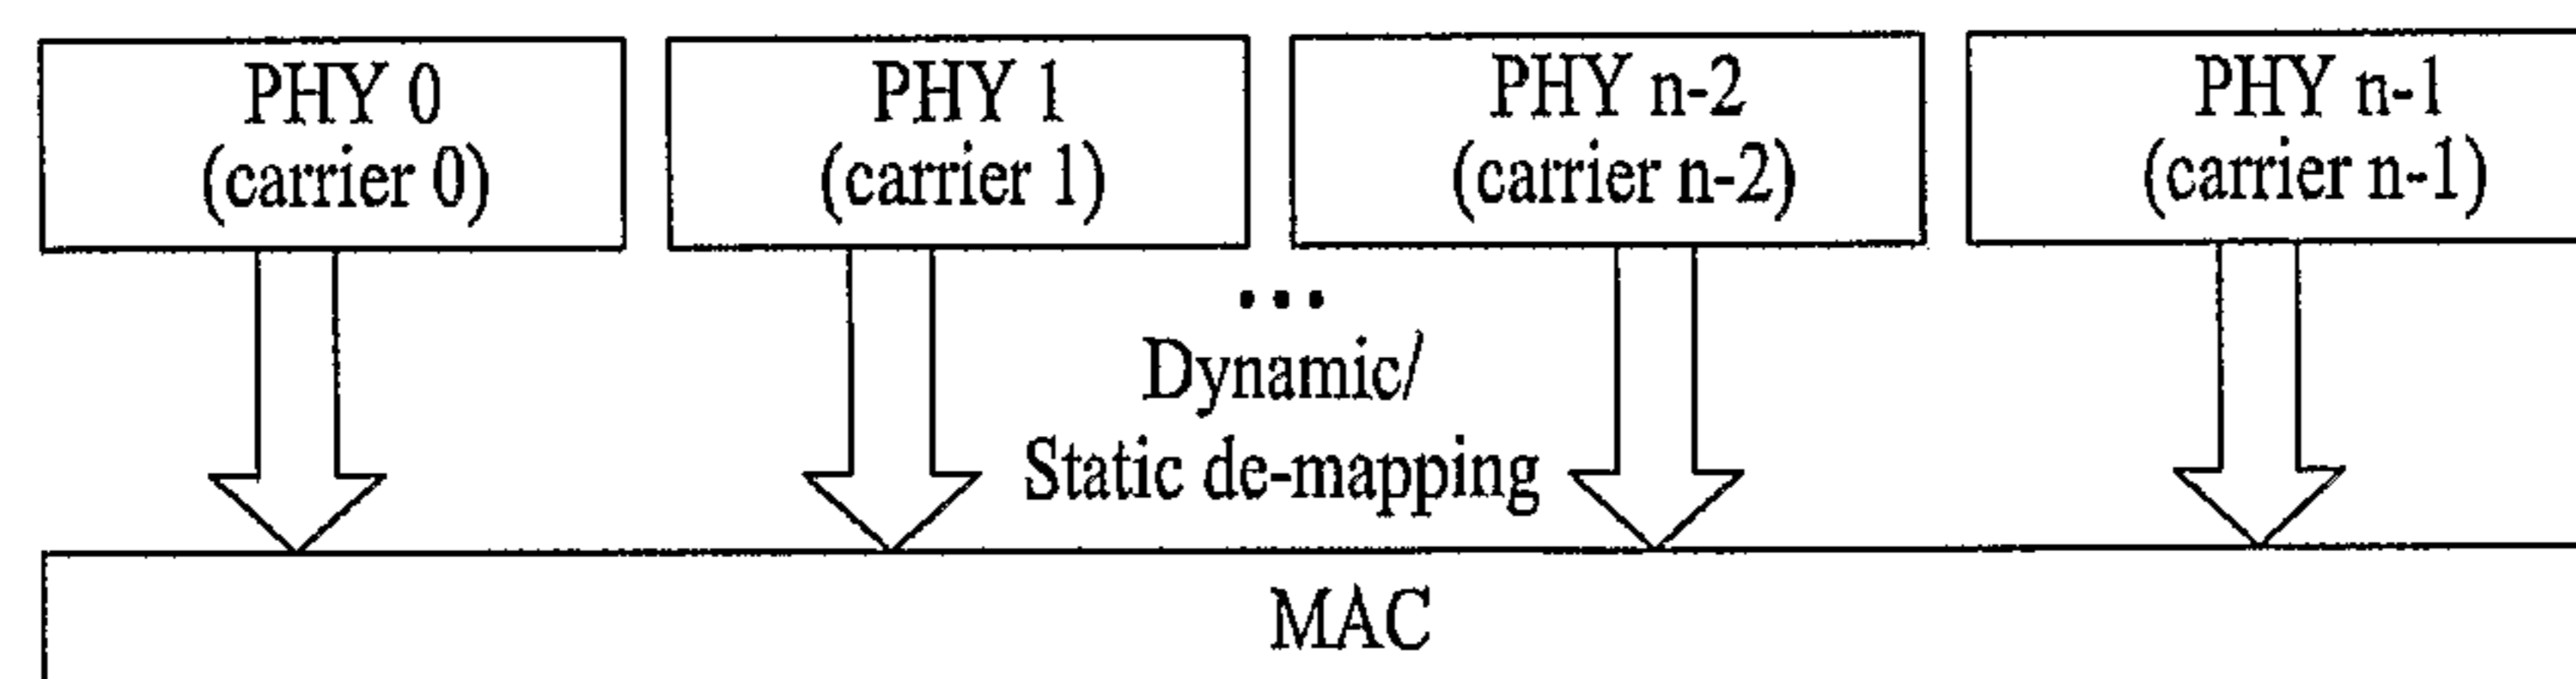 PHY 0
(carrier 0)
PHY 1
(carrier 1)
PHY n-2
(carrier n-2)
PHY n-1
(carrier n-1)
...
Dynamic/
Static de-mapping
MAC